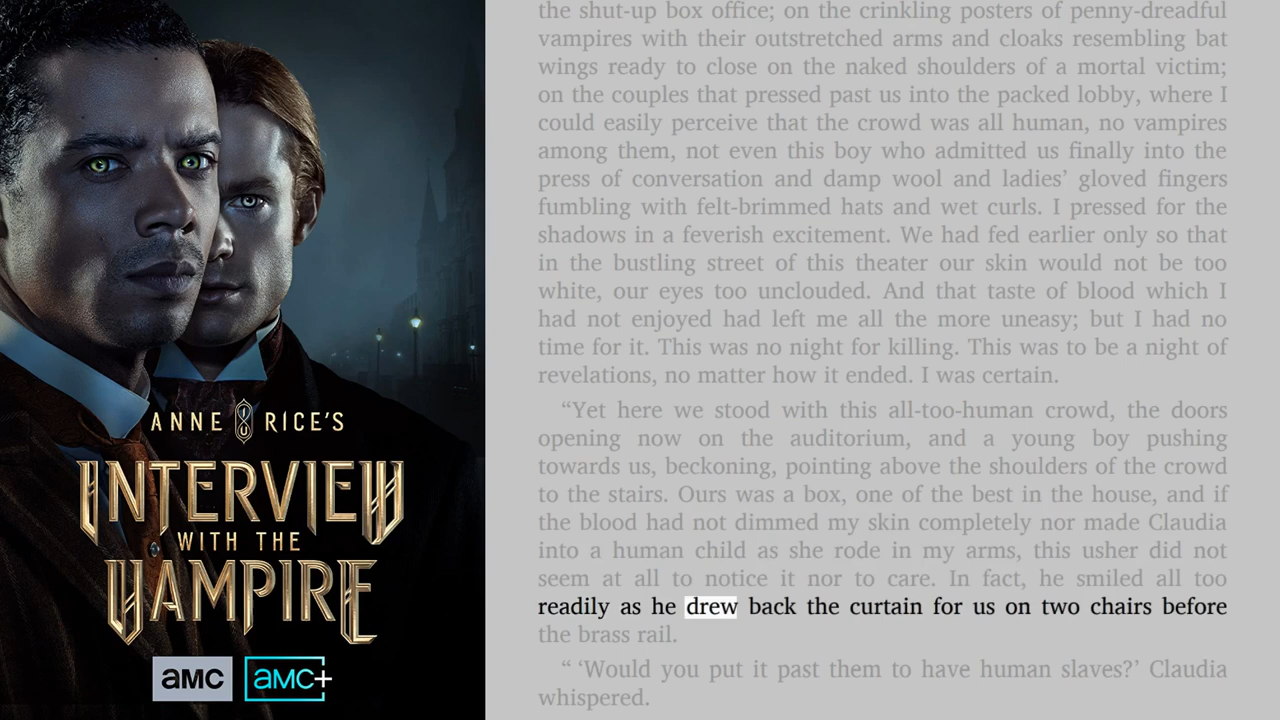 ANNE RICE'S
INTERVIEW
WITH THE
VAMPIRE
amc
amc+
the shut-up box office; on the crinkling posters of penny-dreadful
vampires with their outstretched arms and cloaks resembling bat
wings ready to close on the naked shoulders of a mortal victim;
on the couples that pressed past us into the packed lobby, where I
could easily perceive that the crowd was all human, no vampires
among them, not even this boy who admitted us finally into the
press of conversation and damp wool and ladies’ gloved fingers
fumbling with felt-brimmed hats and wet curls. I pressed for the
shadows in a feverish excitement. We had fed earlier only so that
in the bustling street of this theater our skin would not be too
white, our eyes too unclouded. And that taste of blood which I
had not enjoyed had left me all the more uneasy; but I had no
time for it. This was no night for killing. This was to be a night of
revelations, no matter how it ended. I was certain.
“Yet here we stood with this all-too-human crowd, the doors
opening now on the auditorium, and a young boy pushing
towards us, beckoning, pointing above the shoulders of the crowd
to the stairs. Ours was a box, one of the best in the house, and if
the blood had not dimmed my skin completely nor made Claudia
into a human child as she rode in my arms, this usher did not
seem at all to notice it nor to care. In fact, he smiled all too
readily as he drew back the curtain for us on two chairs before
the brass rail.
“ ‘Would you put it past them to have human slaves?’ Claudia
whispered.